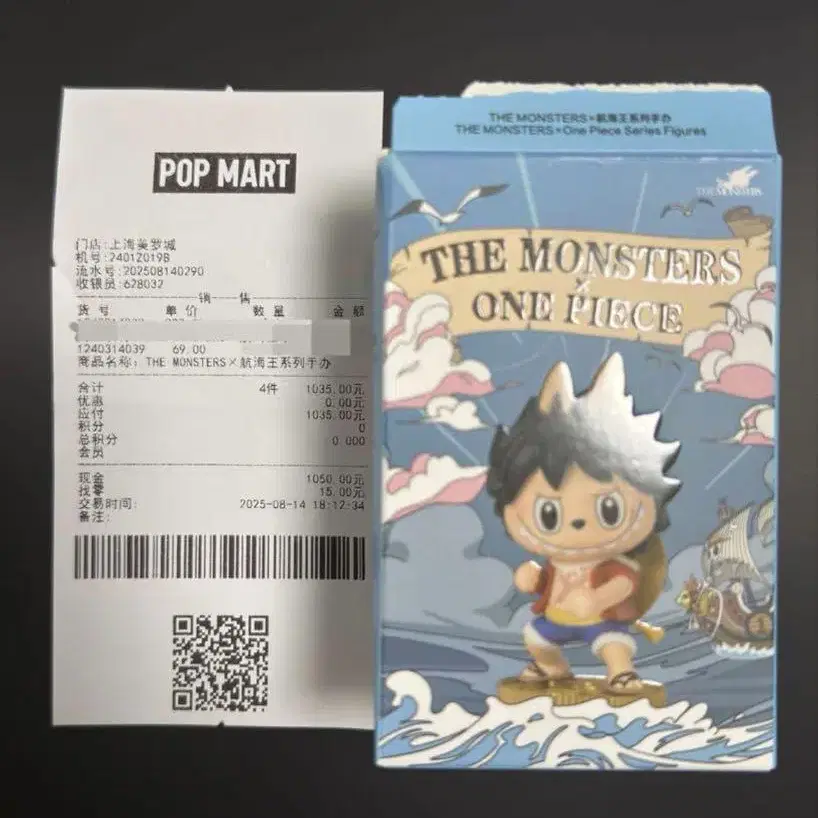 POP MART
门店:上海美罗城
机号:24012019B
流水号:202508140290
收银员:628032
销 售
货号 单价 数量 金额
1240314039 69.00
商品名称: THE MONSTERS×航海王系列手办
合计 4件 1035.00元
优惠 0.00元
应付 1035.00元
积分 0
总积分 0.000
会员
现金 1050.00元
找零 15.00元
交易时间: 2025-08-14 18:12:34
备注:
THE MONSTERS×航海王系列手办
THE MONSTERS×One Piece Series Figures
THE MONSTERS
THE MONSTERS
×
ONE PIECE